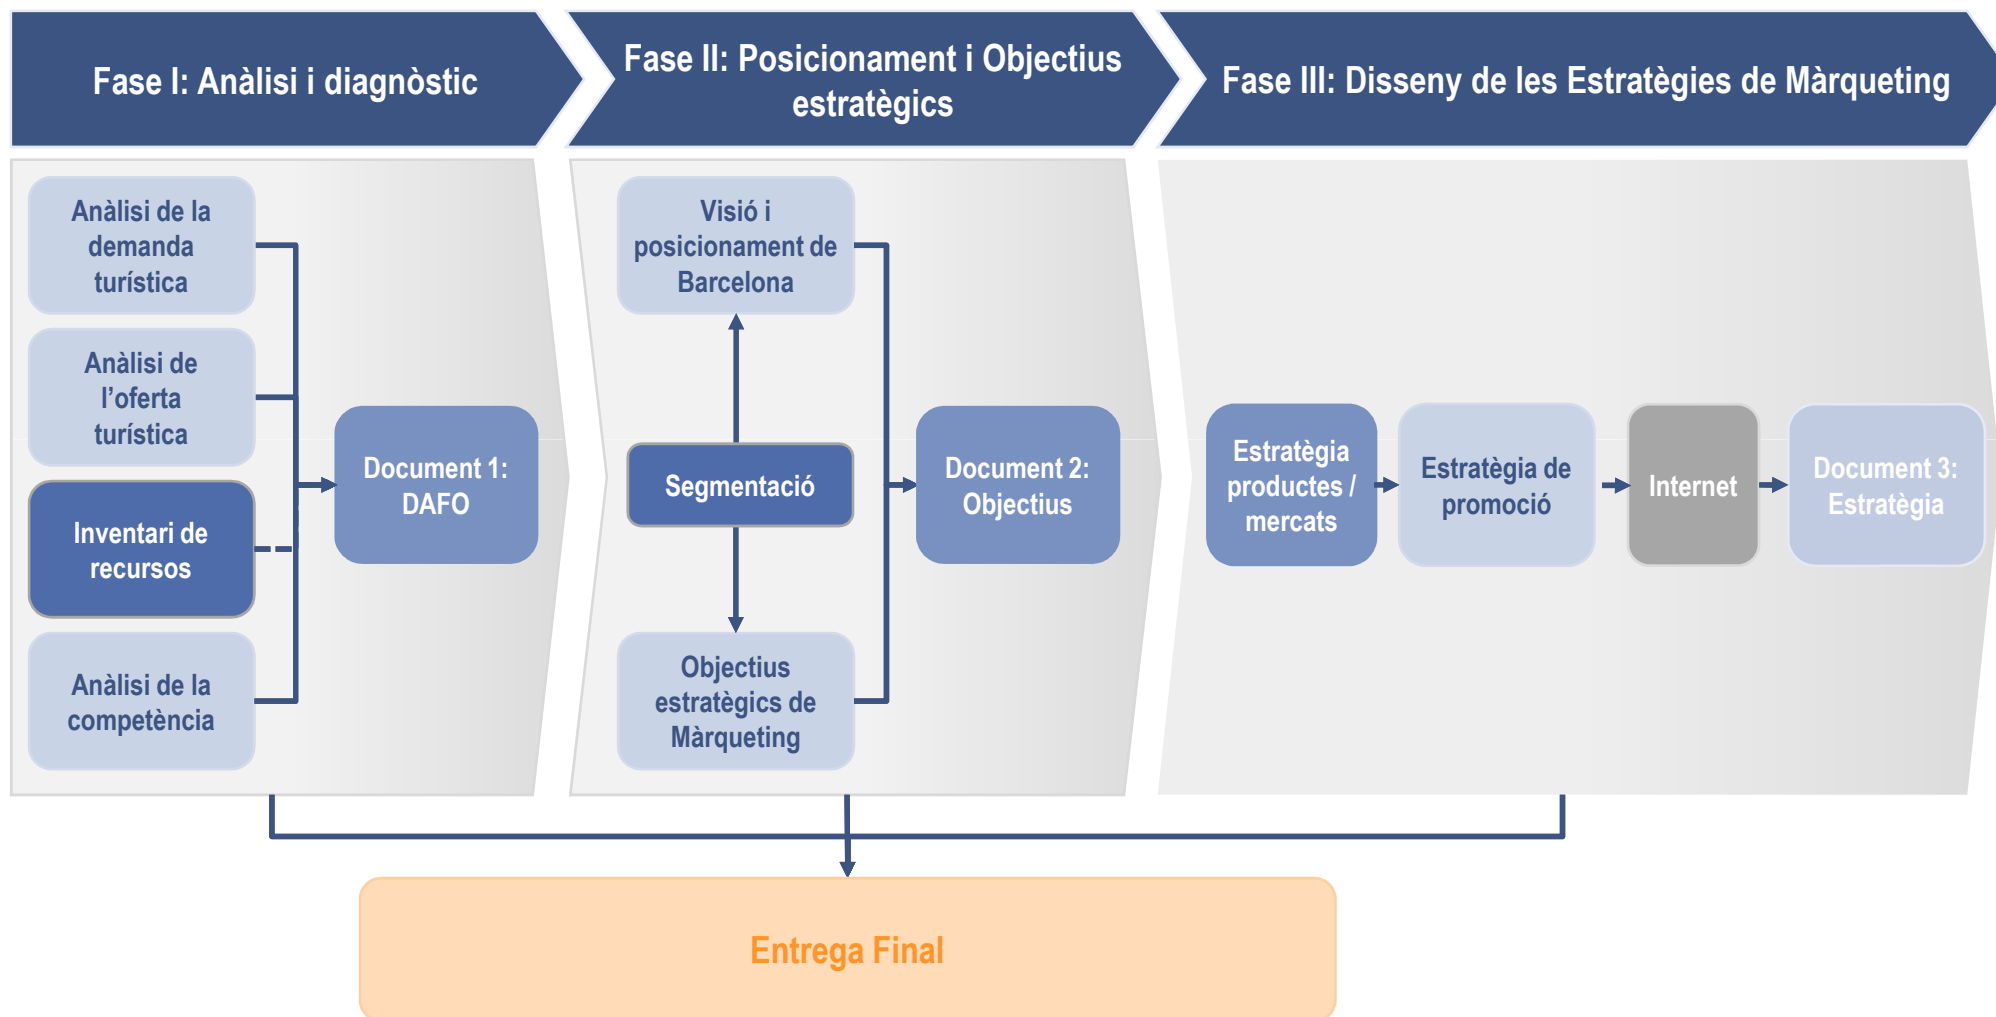 Fase I: Anàlisi i diagnòstic
Fase II: Posicionament i Objectius
estratègics
Fase III: Disseny de les Estratègies de Màrqueting
Anàlisi de la
demanda
turística
Anàlisi de
l’oferta
turística
Inventari de
recursos
Anàlisi de la
competència
Document 1:
DAFO
Visió i
posicionament de
Barcelona
Segmentació
Objectius
estratègics de
Màrqueting
Document 2:
Objectius
Estratègia
productes /
mercats
Estratègia de
promoció
Internet
Document 3:
Estratègia
Entrega Final